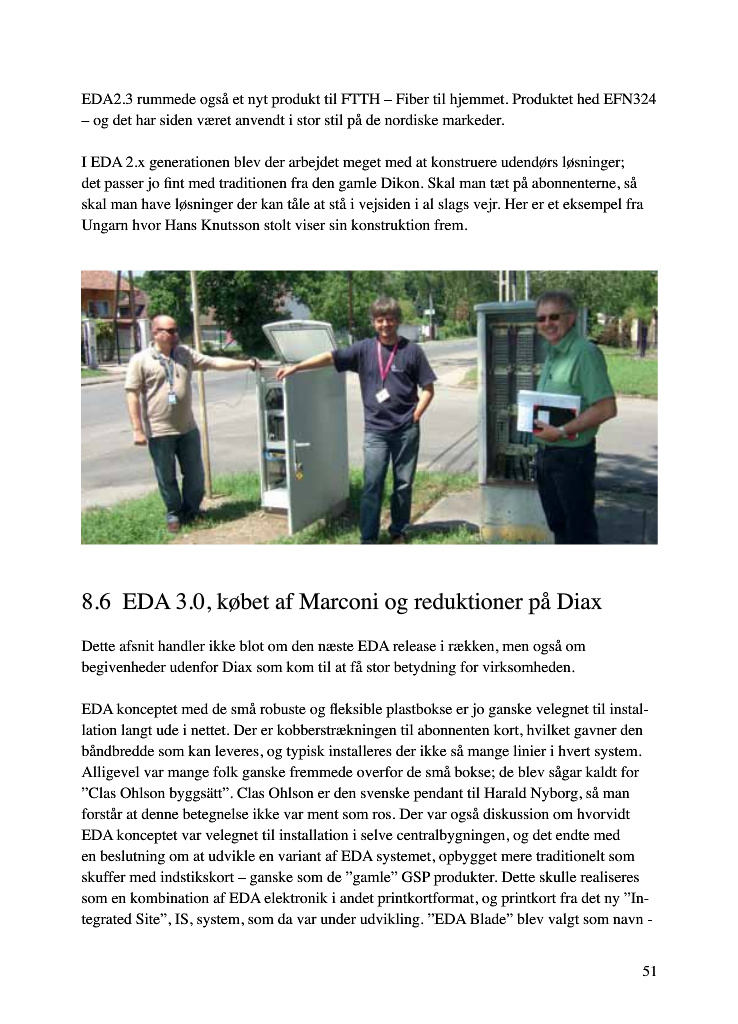 EDA2.3 rummede også et nyt produkt til FTTH – Fiber til hjemmet. Produktet hed EFN324
– og det har siden været anvendt i stor stil på de nordiske markeder.
I EDA 2.x generationen blev der arbejdet meget med at konstruere udendørs løsninger;
det passer jo fint med traditionen fra den gamle Dikon. Skal man tæt på abonnenterne, så
skal man have løsninger der kan tåle at stå i vejsiden i al slags vejr. Her er et eksempel fra
Ungarn hvor Hans Knutsson stolt viser sin konstruktion frem.
8.6 EDA 3.0, købet af Marconi og reduktioner på Diax
Dette afsnit handler ikke blot om den næste EDA release i rækken, men også om
begivenheder udenfor Diax som kom til at få stor betydning for virksomheden.
EDA konceptet med de små robuste og fleksible plastbokse er jo ganske velegnet til instal-
lation langt ude i nettet. Der er kobberstrækningen til abonnenten kort, hvilket gavner den
båndbredde som kan leveres, og typisk installeres der ikke så mange linier i hvert system.
Alligevel var mange folk ganske fremmede overfor de små bokse; de blev sågar kaldt for
”Clas Ohlson byggsätt”. Clas Ohlson er den svenske pendant til Harald Nyborg, så man
forstår at denne betegnelse ikke var ment som ros. Der var også diskussion om hvorvidt
EDA konceptet var velegnet til installation i selve centralbygningen, og det endte med
en beslutning om at udvikle en variant af EDA systemet, opbygget mere traditionelt som
skuffer med indstikskort – ganske som de ”gamle” GSP produkter. Dette skulle realiseres
som en kombination af EDA elektronik i andet printkortformat, og printkort fra det ny ”In-
tegrated Site”, IS, system, som da var under udvikling. ”EDA Blade” blev valgt som navn -
51